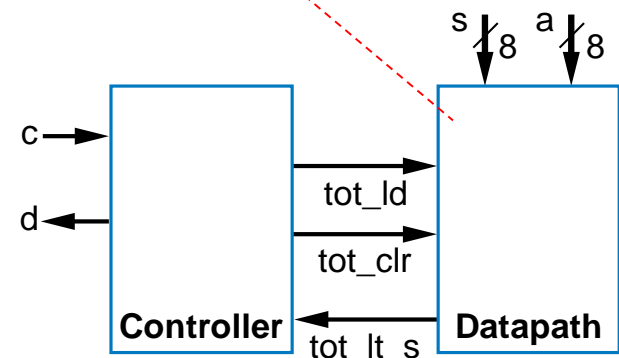 s
8
a
8
c
d
tot_ld
tot_clr
tot_lt_s
Controller
Datapath